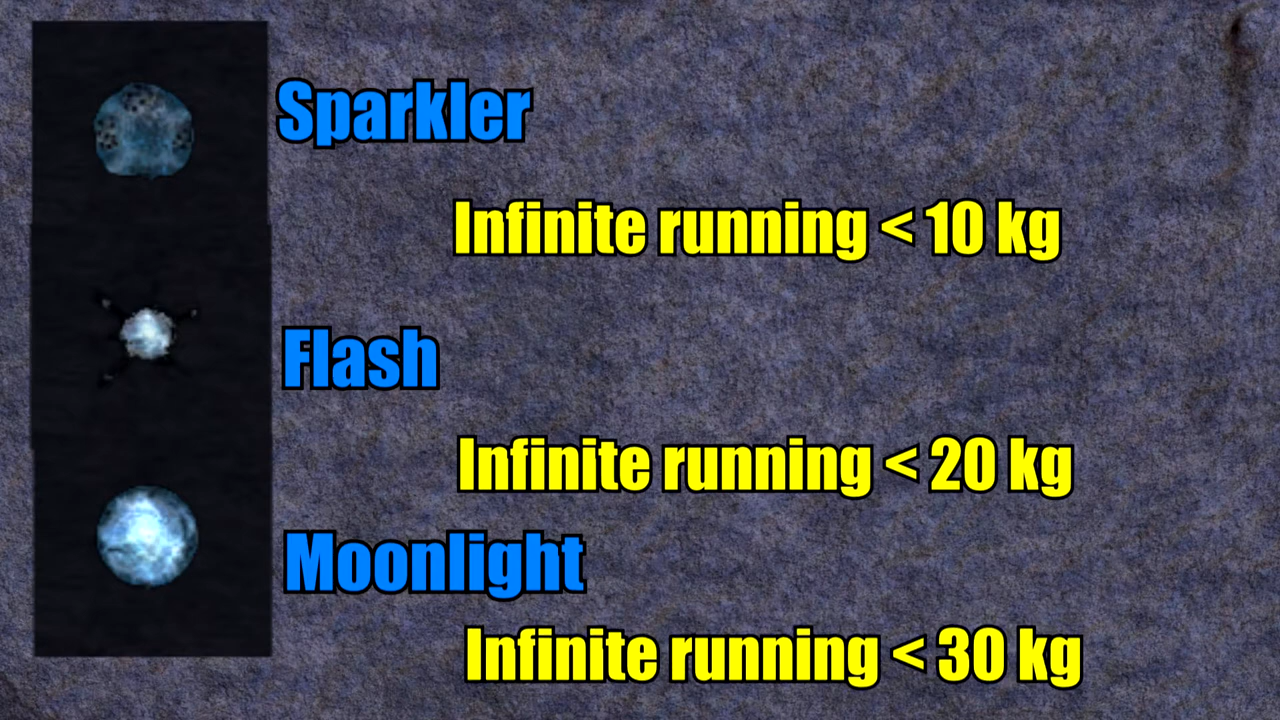 Sparkler
Infinite running < 10 kg
Flash
Infinite running < 20 kg
Moonlight
Infinite running < 30 kg